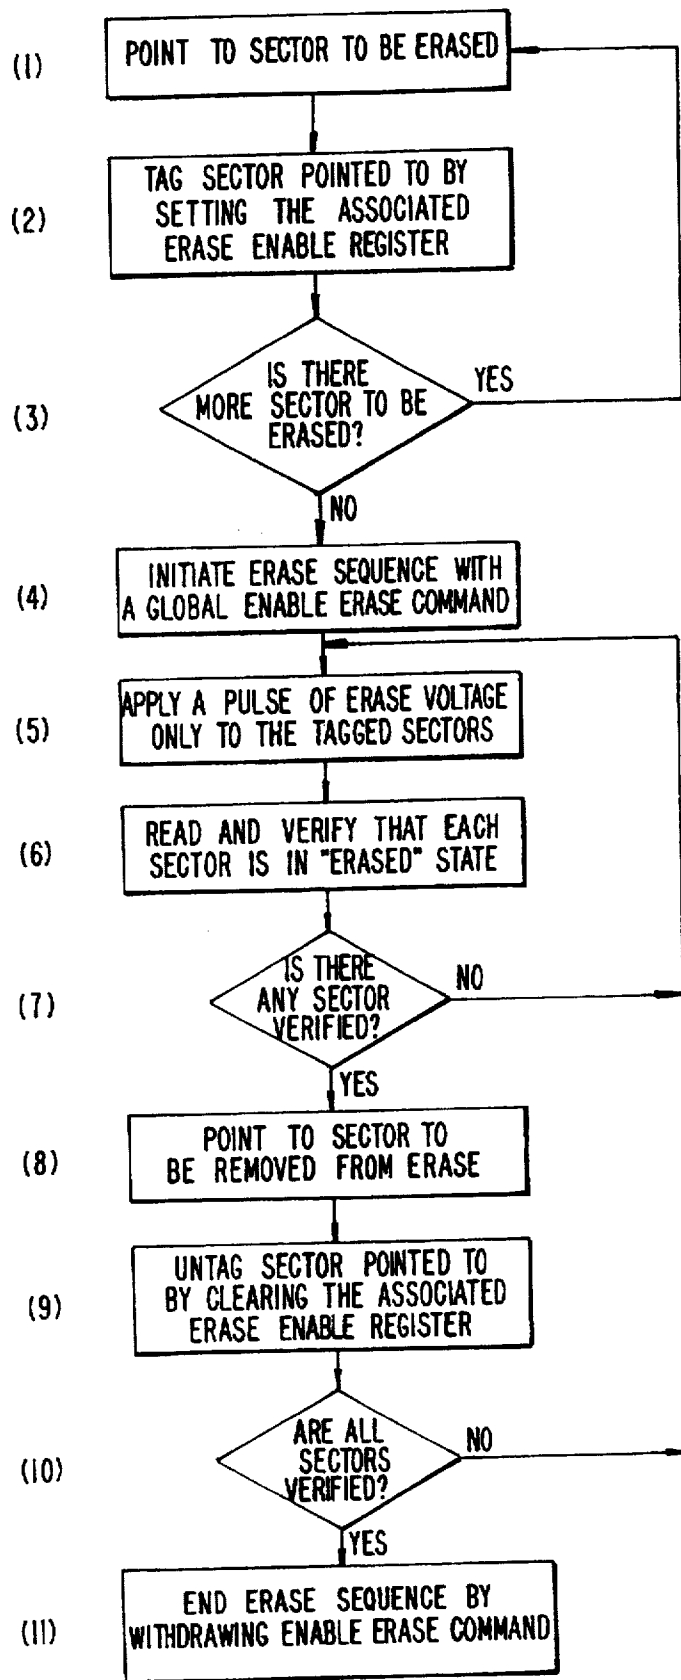 (1)
POINT TO SECTOR TO BE ERASED
(2)
TAG SECTOR POINTED TO BY
SETTING THE ASSOCIATED
ERASE ENABLE REGISTER
(3)
IS THERE
MORE SECTOR TO BE
ERASED?
YES
NO
(4)
INITIATE ERASE SEQUENCE WITH
A GLOBAL ENABLE ERASE COMMAND
(5)
APPLY A PULSE OF ERASE VOLTAGE
ONLY TO THE TAGGED SECTORS
(6)
READ AND VERIFY THAT EACH
SECTOR IS IN "ERASED" STATE
(7)
IS THERE
ANY SECTOR
VERIFIED?
NO
YES
(8)
POINT TO SECTOR TO
BE REMOVED FROM ERASE
(9)
UNTAG SECTOR POINTED TO
BY CLEARING THE ASSOCIATED
ERASE ENABLE REGISTER
(10)
ARE ALL
SECTORS
VERIFIED?
NO
YES
(11)
END ERASE SEQUENCE BY
WITHDRAWING ENABLE ERASE COMMAND